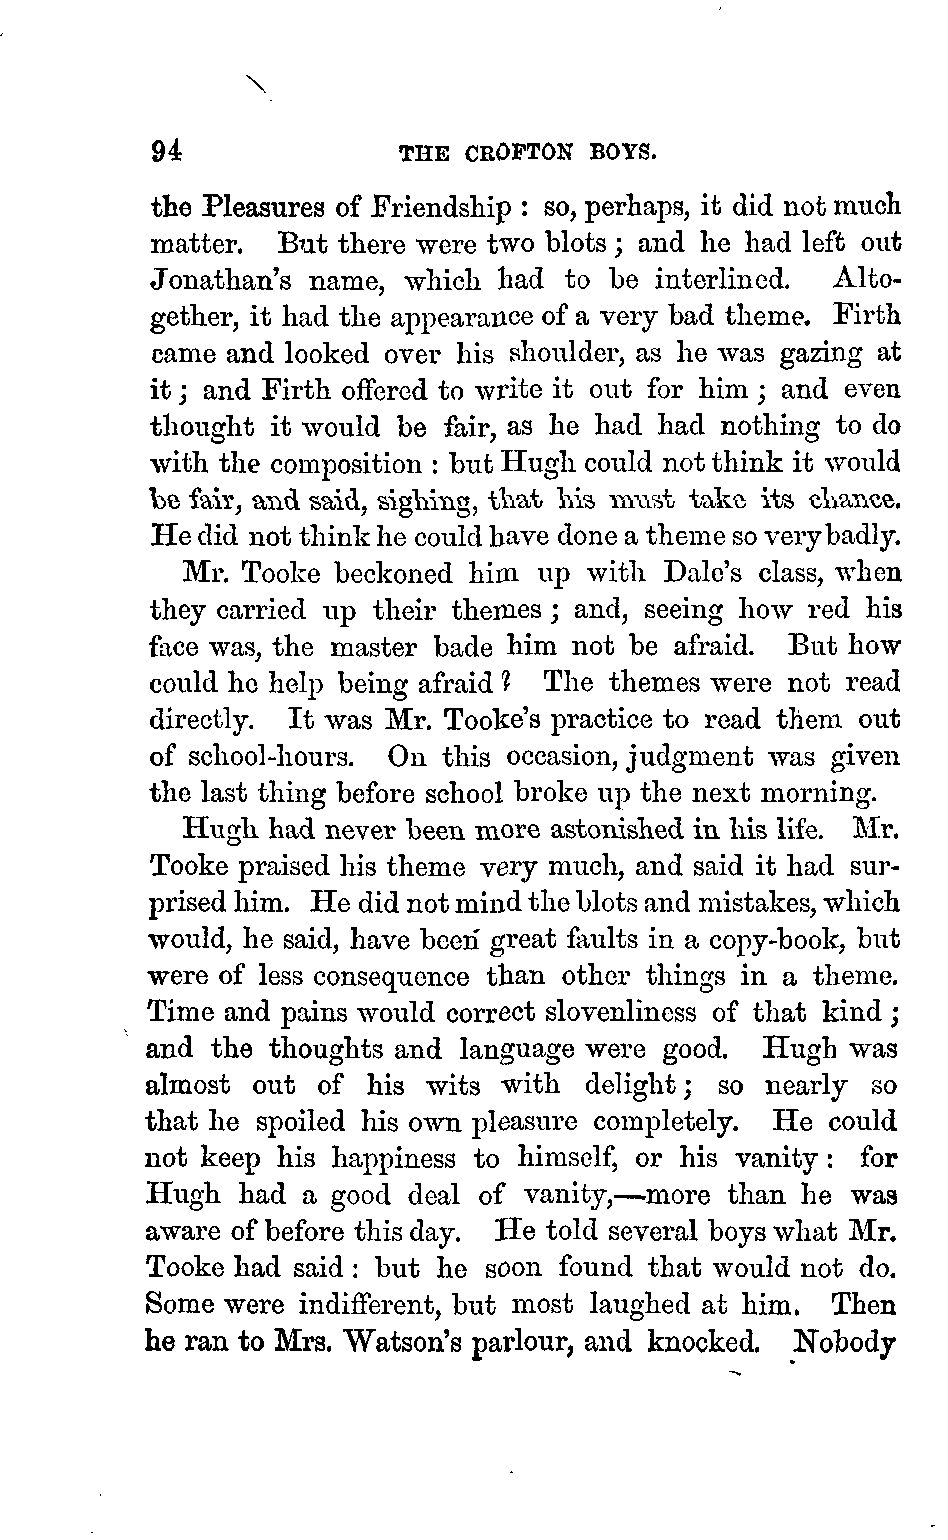 94 THE CROFTON BOYS.
the Pleasures of Friendship : so, perhaps, it did not much
matter. But there were two blots ; and he had left out
Jonathan's name, which had to be interlined. Alto-
gether, it had the appearance of a very bad theme. Firth
came and looked over his shoulder, as he was gazing at
it ; and Firth offered to write it out for him ; and even
thought it would be fair, as he had had nothing to do
with the composition : but Hugh could not think it would
be fair, and said, sighing, that his must take its chance.
He did not think he could have done a theme so very badly.
Mr. Tooke beckoned him up with Dale's class, when
they carried up their themes ; and, seeing how red his
face was, the master bade him not be afraid. But how
could he help being afraid ? The themes were not read
directly. It was Mr. Tooke's practice to read them out
of school-hours. On this occasion, judgment was given
the last thing before school broke up the next morning.
Hugh had never been more astonished in his life. Mr.
Tooke praised his theme very much, and said it had sur-
prised him. He did not mind the blots and mistakes, which
would, he said, have been great faults in a copy-book, but
were of less consequence than other things in a theme.
Time and pains would correct slovenliness of that kind ;
and the thoughts and language were good. Hugh was
almost out of his wits with delight ; so nearly so
that he spoiled his own pleasure completely. He could
not keep his happiness to himself, or his vanity : for
Hugh had a good deal of vanity,—more than he was
aware of before this day. He told several boys what Mr.
Tooke had said : but he soon found that would not do.
Some were indifferent, but most laughed at him. Then
he ran to Mrs. Watson's parlour, and knocked. Nobody